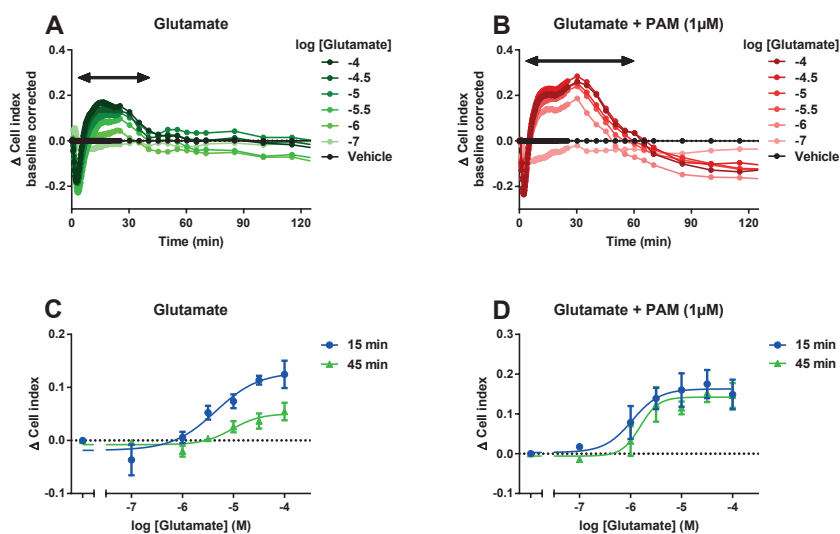 A
Glutamate
Δ Cell index
baseline corrected
0.4
0.2
0.0
-0.2
0
30
60
90
120
Time (min)
log [Glutamate]
-4
-4.5
-5
-5.5
-6
-7
Vehicle
B
Glutamate + PAM (1μM)
Δ Cell index
baseline corrected
0.4
0.2
0.0
-0.2
0
30
60
90
120
Time (min)
log [Glutamate]
-4
-4.5
-5
-5.5
-6
-7
Vehicle
C
Glutamate
Δ Cell index
0.2
0.1
0.0
-0.1
-7
-6
-5
-4
log [Glutamate] (M)
15 min
45 min
D
Glutamate + PAM (1μM)
Δ Cell index
0.3
0.2
0.1
0.0
-0.1
-7
-6
-5
-4
log [Glutamate] (M)
15 min
45 min